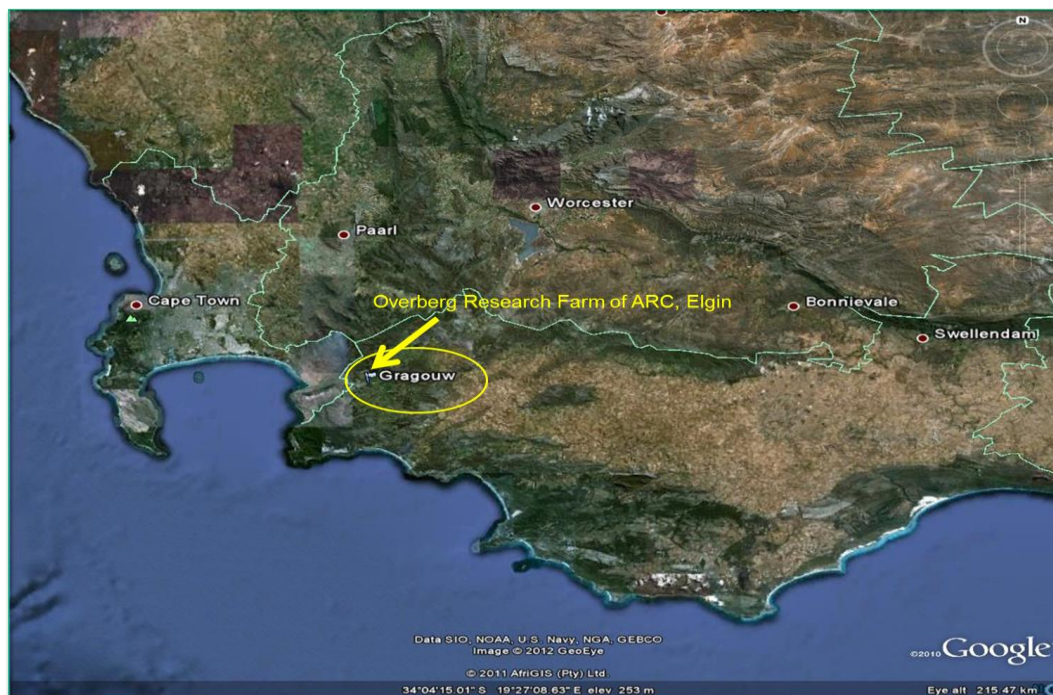 N
Worcester
Paarl
Cape Town
Overberg Research Farm of ARC, Elgin
Bonnievale
Swellendam
Gragouw
Data SIO, NOAA, U.S. Navy, NGA, GEBCO
Image © 2012 GeoEye
©2010 Google
© 2011 AfriGIS (Pty) Ltd.
34°04'15.01" S 19°27'08.63" E elev 253 m
Eye alt 215.47 km